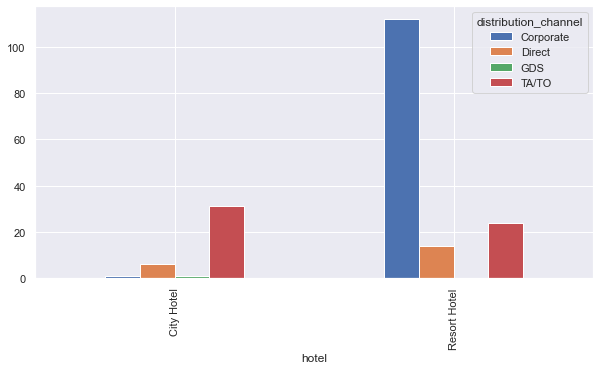 distribution_channel
Corporate
Direct
GDS
TA/TO
100
80
60
40
20
0
City Hotel
Resort Hotel
hotel